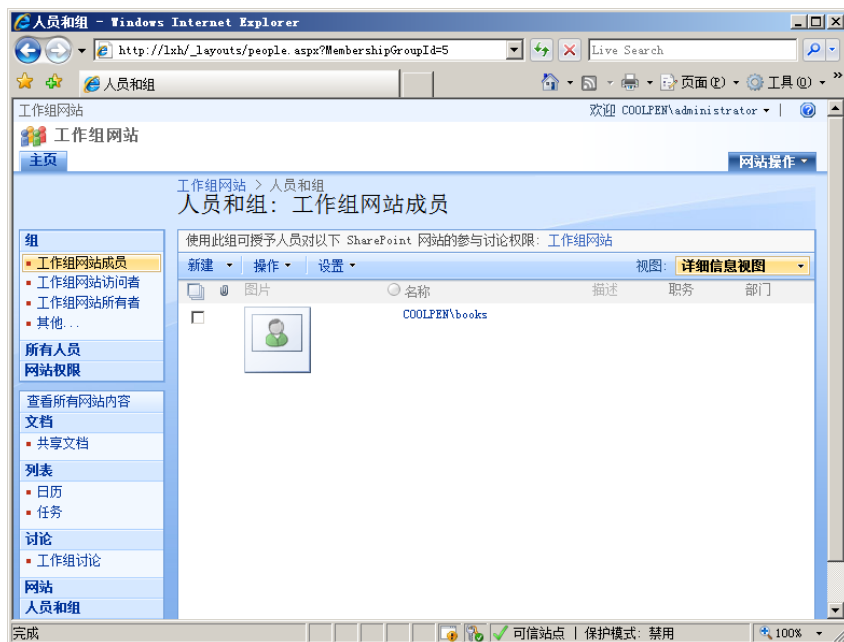 人员和组 - Windows Internet Explorer
http://lxh/_layouts/people.aspx?MembershipGroupId=5
Live Search
人员和组
页面(P)
工具(O)
工作组网站
欢迎 COOLPEN\administrator
工作组网站
主页
网站操作
工作组网站 > 人员和组
人员和组: 工作组网站成员
组
工作组网站成员
工作组网站访问者
工作组网站所有者
其他...
所有人员
网站权限
查看所有网站内容
文档
共享文档
列表
日历
任务
讨论
工作组讨论
网站
人员和组
使用此组可授予人员对以下 SharePoint 网站的参与讨论权限: 工作组网站
新建 操作 设置 视图: 详细信息视图
图片 名称 描述 职务 部门
COOLPEN\books
完成
可信站点 | 保护模式: 禁用
100%